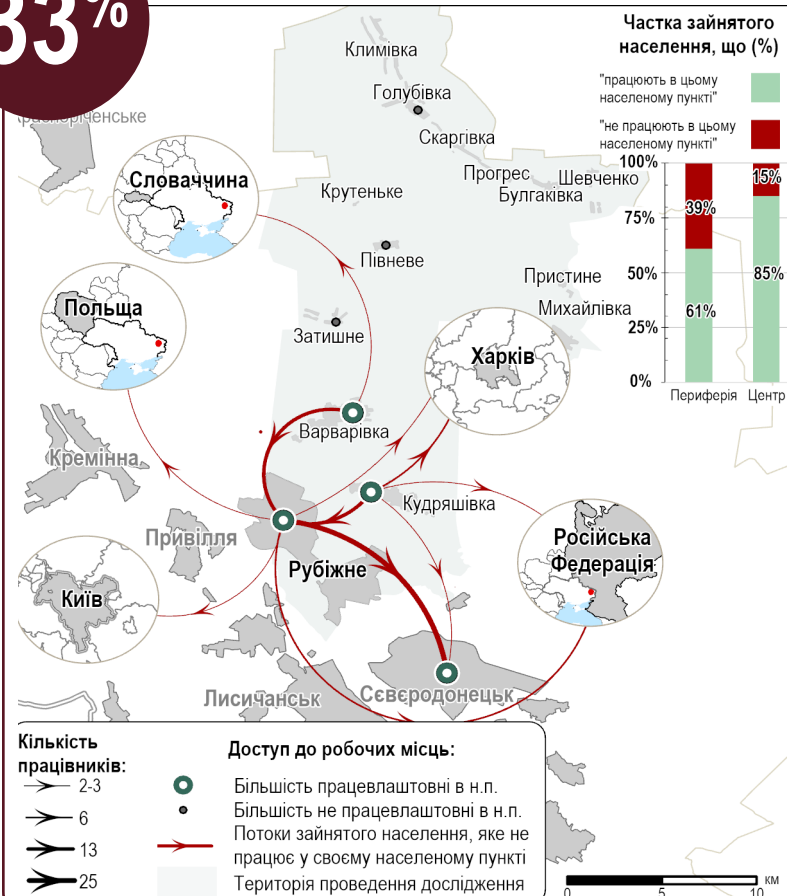 33%
Частка зайнятого
населення, що (%)
"працюють в цьому
населеному пункті"
"не працюють в цьому
населеному пункті"
100%
75%
50%
25%
0%
39%
61%
15%
85%
Периферія
Центр
Климівка
Голубівка
Скаргівка
Прогрес
Шевченко
Булгаківка
Крутеньке
Півневе
Пристине
Михайлівка
Затишне
Словаччина
Польща
Харків
Варварівка
Кремінна
Кудряшівка
Привілля
Рубіжне
Російська
Федерація
Київ
Лисичанськ
Сєвєродонецьк
Кількість
працівників:
2-3
6
13
25
Доступ до робочих місць:
Більшість працевлаштовні в н.п.
Більшість не працевлаштовні в н.п.
Потоки зайнятого населення, яке не
працює у своєму населеному пункті
Територія проведення дослідження
км
0
5
10